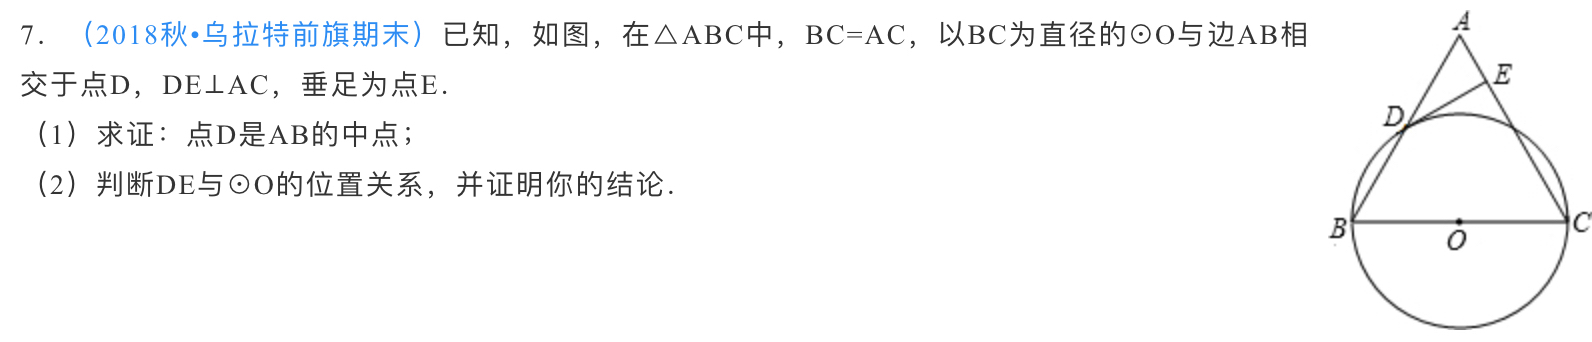 7．（2018秋•乌拉特前旗期末）已知，如图，在△ABC中，BC=AC，以BC为直径的⊙O与边AB相
交于点D，DE⊥AC，垂足为点E．
（1）求证：点D是AB的中点；
（2）判断DE与⊙O的位置关系，并证明你的结论．
A
E
D
B
O
C